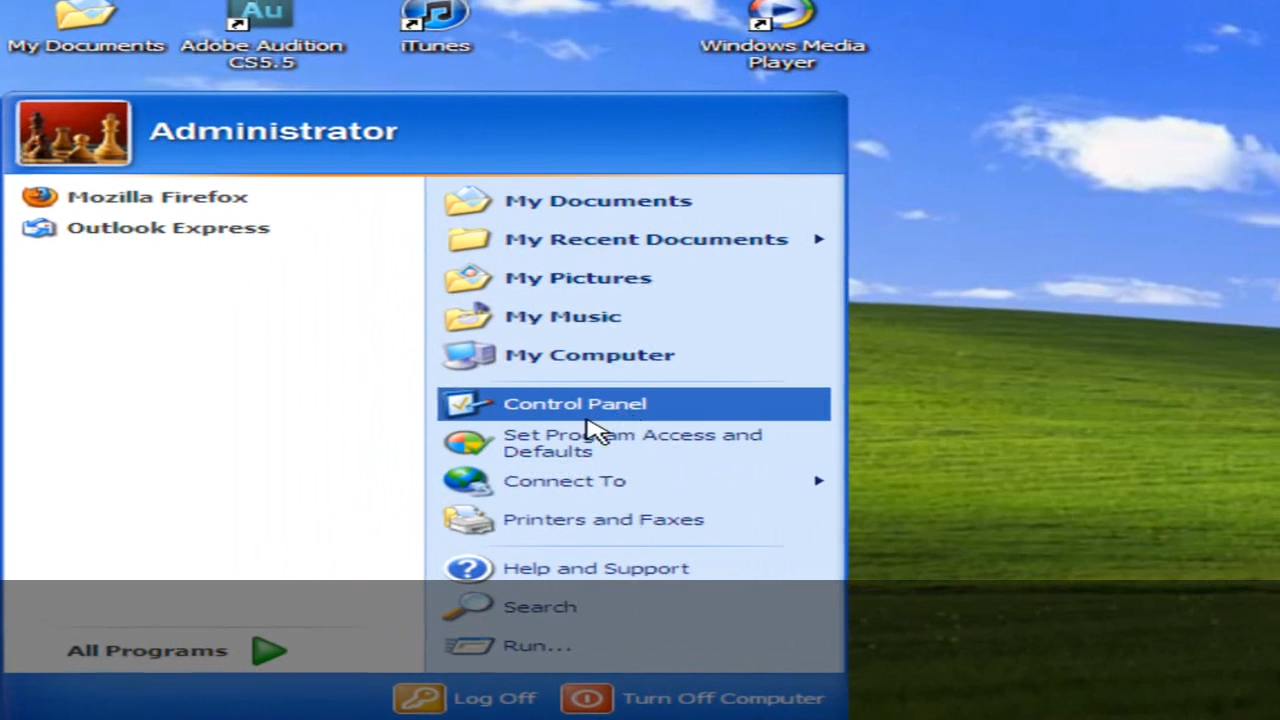 Au
My Documents
Adobe Audition
CS5.5
iTunes
Windows Media
Player
Administrator
Mozilla Firefox
Outlook Express
My Documents
My Recent Documents
My Pictures
My Music
My Computer
Control Panel
Set Program Access and
Defaults
Connect To
Printers and Faxes
Help and Support
Search
Run...
All Programs
Log Off
Turn Off Computer